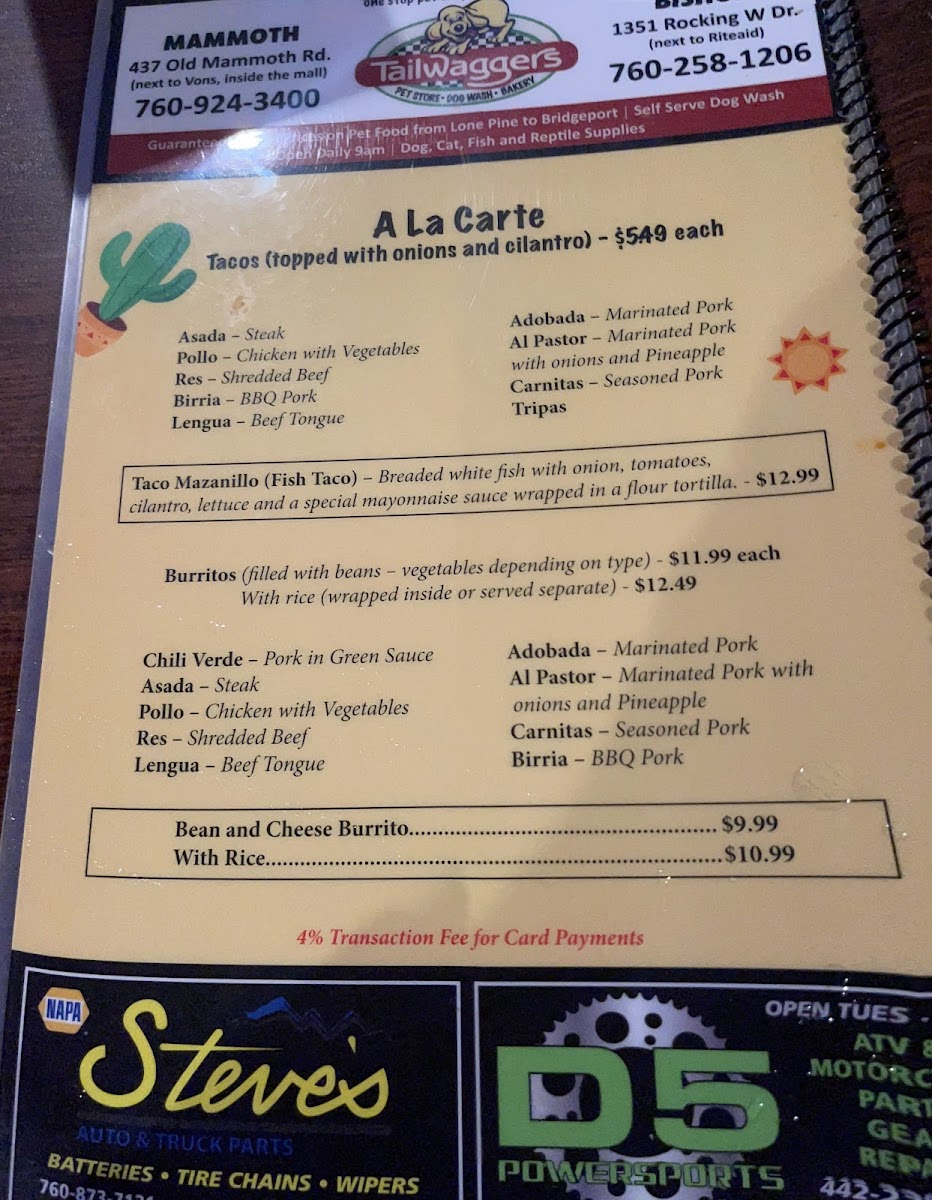 MAMMOTH
437 Old Mammoth Rd.
(next to Vons, inside the mall)
760-924-3400
Tailwaggers
PET STORE • DOG WASH • BAKERY
1351 Rocking W Dr.
(next to Riteaid)
760-258-1206
on Pet Food from Lone Pine to Bridgeport | Self Serve Dog Wash
Open Daily 9am | Dog, Cat, Fish and Reptile Supplies
A La Carte
Tacos (topped with onions and cilantro) - $5.49 each
Asada – Steak
Pollo – Chicken with Vegetables
Res – Shredded Beef
Birria – BBQ Pork
Lengua – Beef Tongue
Adobada – Marinated Pork
Al Pastor – Marinated Pork
with onions and Pineapple
Carnitas – Seasoned Pork
Tripas
Taco Mazanillo (Fish Taco) – Breaded white fish with onion, tomatoes,
cilantro, lettuce and a special mayonnaise sauce wrapped in a flour tortilla. - $12.99
Burritos (filled with beans – vegetables depending on type) - $11.99 each
With rice (wrapped inside or served separate) - $12.49
Chili Verde – Pork in Green Sauce
Asada – Steak
Pollo – Chicken with Vegetables
Res – Shredded Beef
Lengua – Beef Tongue
Adobada – Marinated Pork
Al Pastor – Marinated Pork with
onions and Pineapple
Carnitas – Seasoned Pork
Birria – BBQ Pork
Bean and Cheese Burrito.................................................... $9.99
With Rice.............................................................................$10.99
4% Transaction Fee for Card Payments
NAPA
Steve's
AUTO & TRUCK PARTS
BATTERIES • TIRE CHAINS • WIPERS
D5
POWERSPORTS
OPEN TUES
ATV